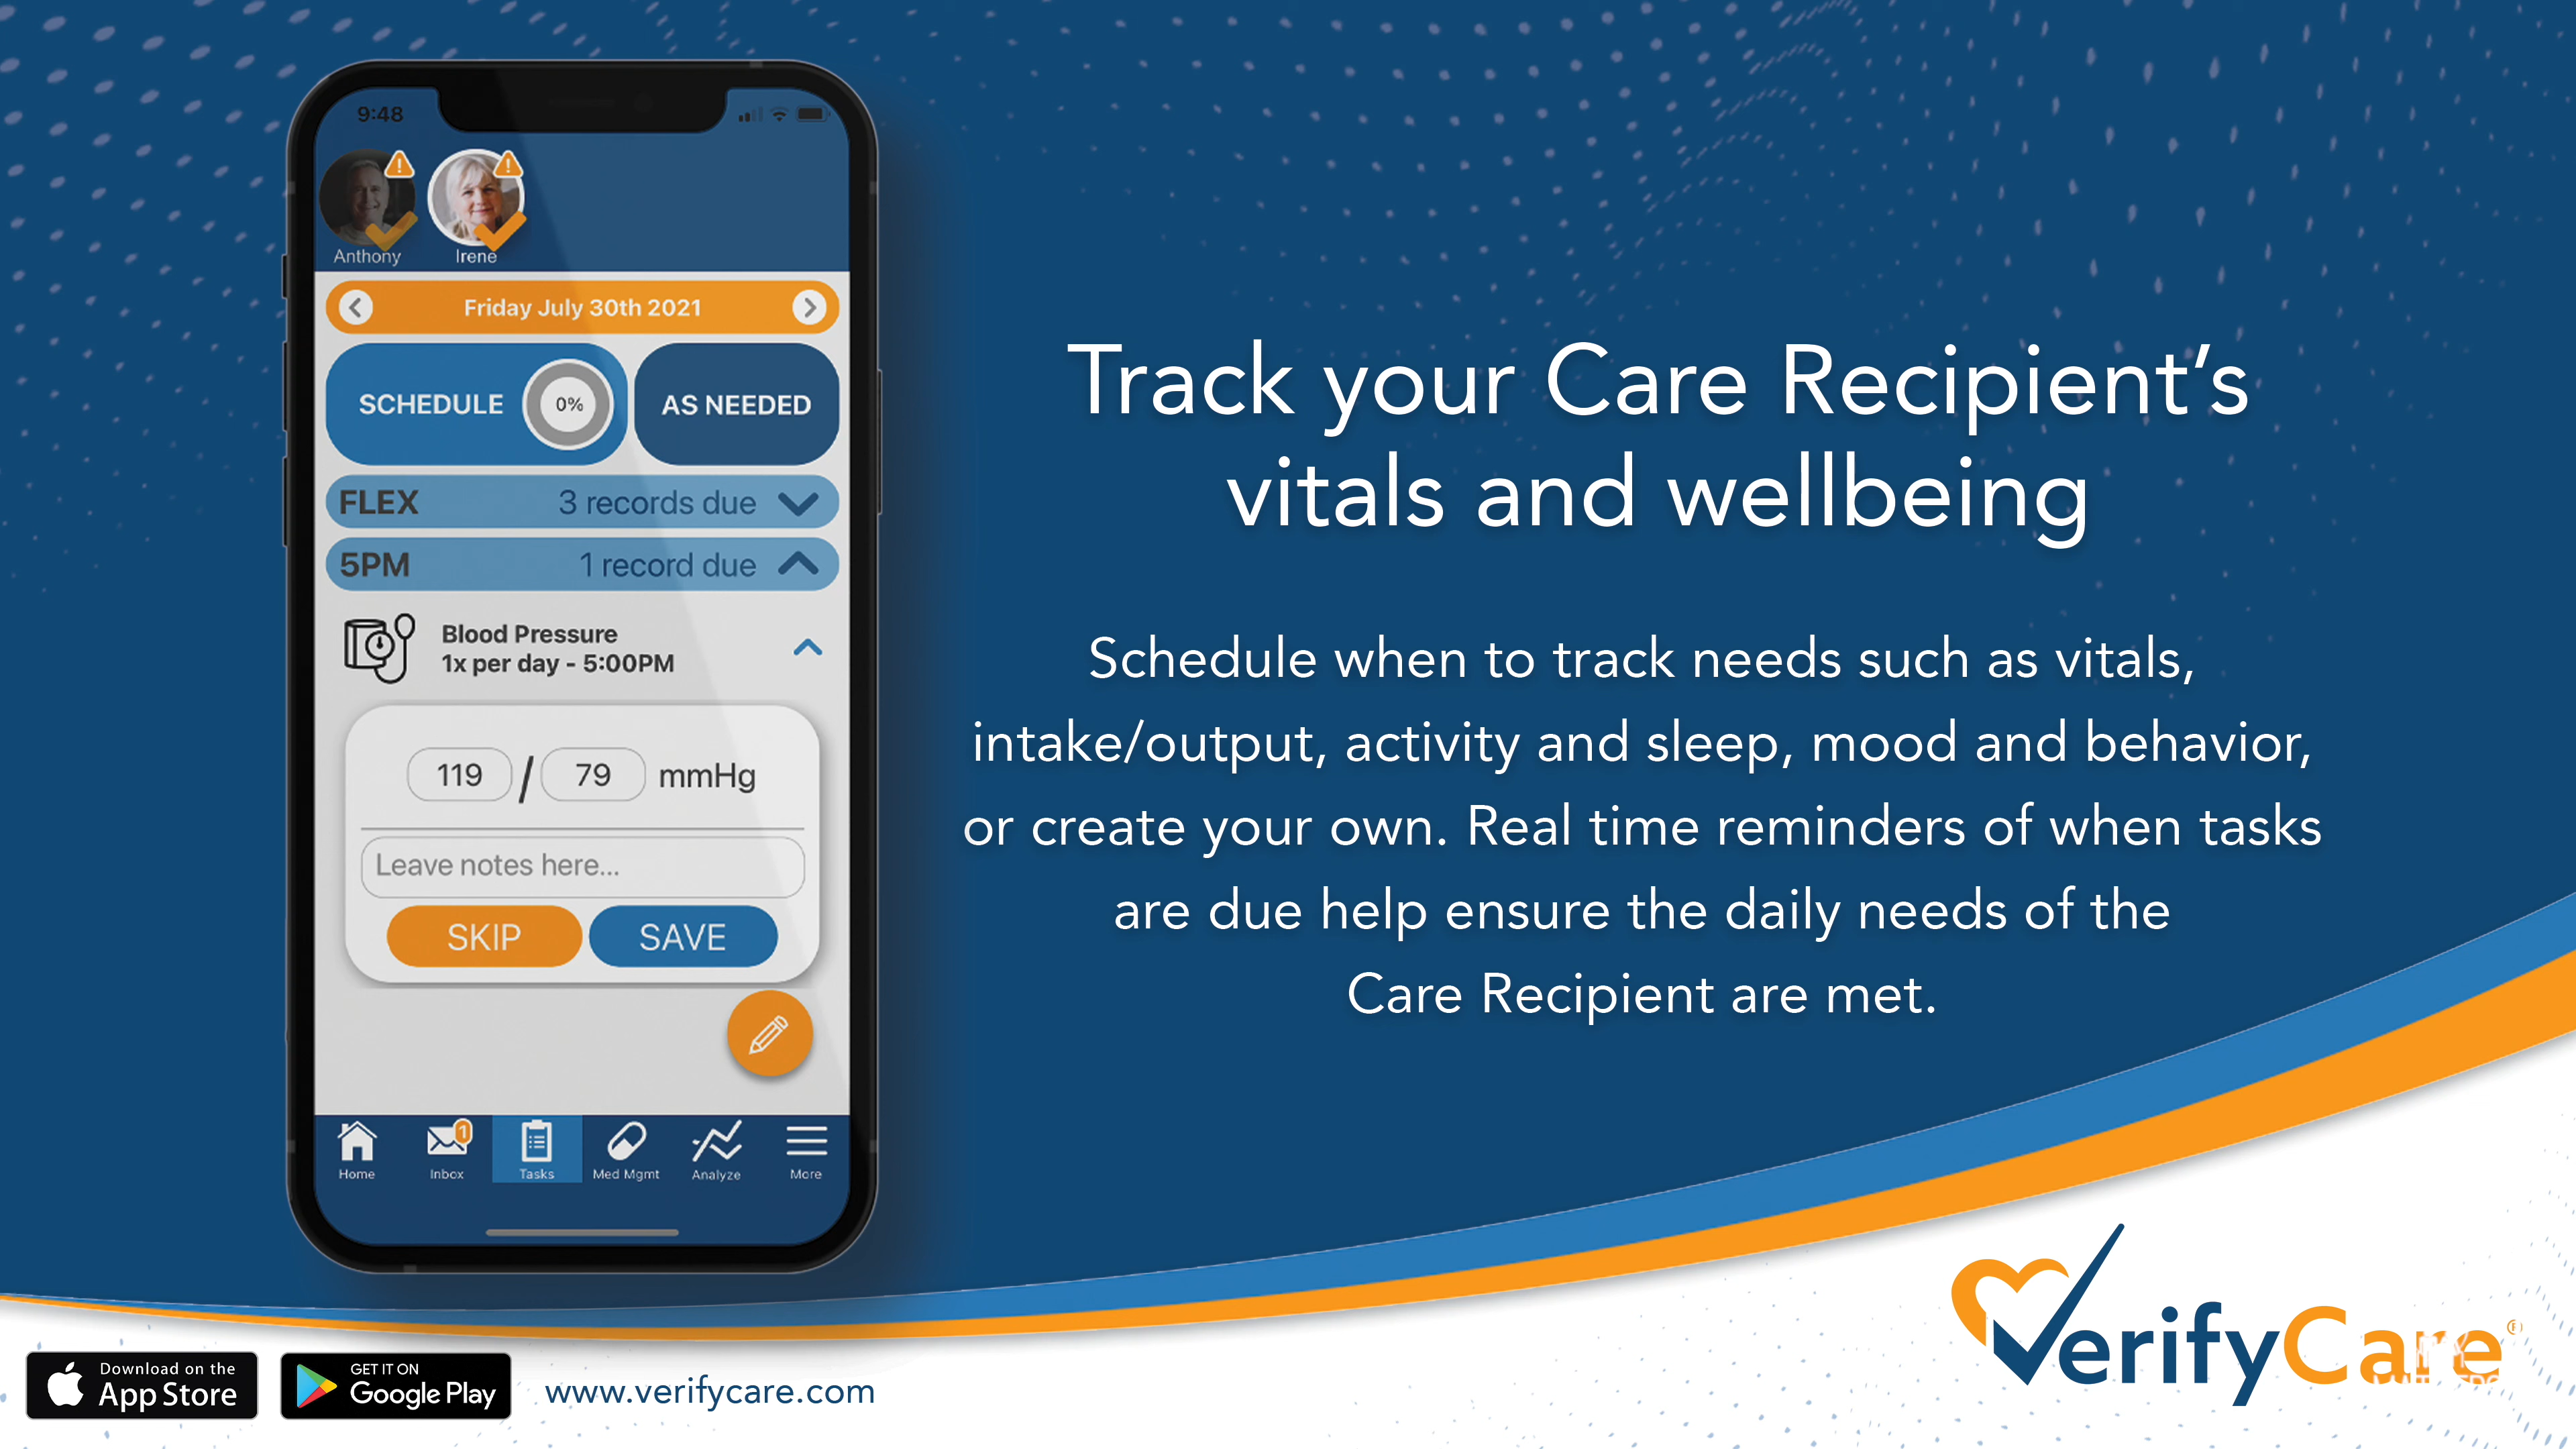 9:48
Anthony
Irene
Friday July 30th 2021
SCHEDULE
0%
AS NEEDED
FLEX
3 records due
5PM
1 record due
Blood Pressure
1x per day - 5:00PM
119 / 79 mmHg
Leave notes here...
SKIP
SAVE
Home
Inbox
1
Tasks
Med Mgmt
Analyze
More
Track your Care Recipient's
vitals and wellbeing
Schedule when to track needs such as vitals,
intake/output, activity and sleep, mood and behavior,
or create your own. Real time reminders of when tasks
are due help ensure the daily needs of the
Care Recipient are met.
Download on the
App Store
GET IT ON
Google Play
www.verifycare.com
VerifyCare®